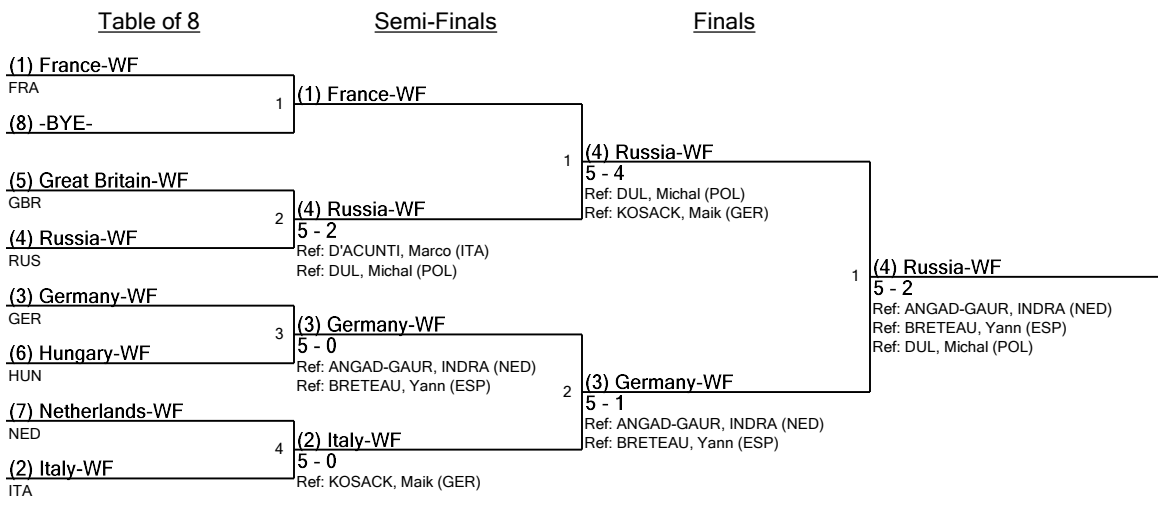 Table of 8
Semi-Finals
Finals
(1) France-WF
FRA
1
(8) -BYE-
(5) Great Britain-WF
GBR
2
(4) Russia-WF
RUS
(3) Germany-WF
GER
3
(6) Hungary-WF
HUN
(7) Netherlands-WF
NED
4
(2) Italy-WF
ITA
(1) France-WF
1
(4) Russia-WF
5 - 2
Ref: D'ACUNTI, Marco (ITA)
Ref: DUL, Michal (POL)
(3) Germany-WF
5 - 0
Ref: ANGAD-GAUR, INDRA (NED)
Ref: BRETEAU, Yann (ESP)
2
(2) Italy-WF
5 - 0
Ref: KOSACK, Maik (GER)
(4) Russia-WF
5 - 4
Ref: DUL, Michal (POL)
Ref: KOSACK, Maik (GER)
1
(3) Germany-WF
5 - 1
Ref: ANGAD-GAUR, INDRA (NED)
Ref: BRETEAU, Yann (ESP)
(4) Russia-WF
5 - 2
Ref: ANGAD-GAUR, INDRA (NED)
Ref: BRETEAU, Yann (ESP)
Ref: DUL, Michal (POL)